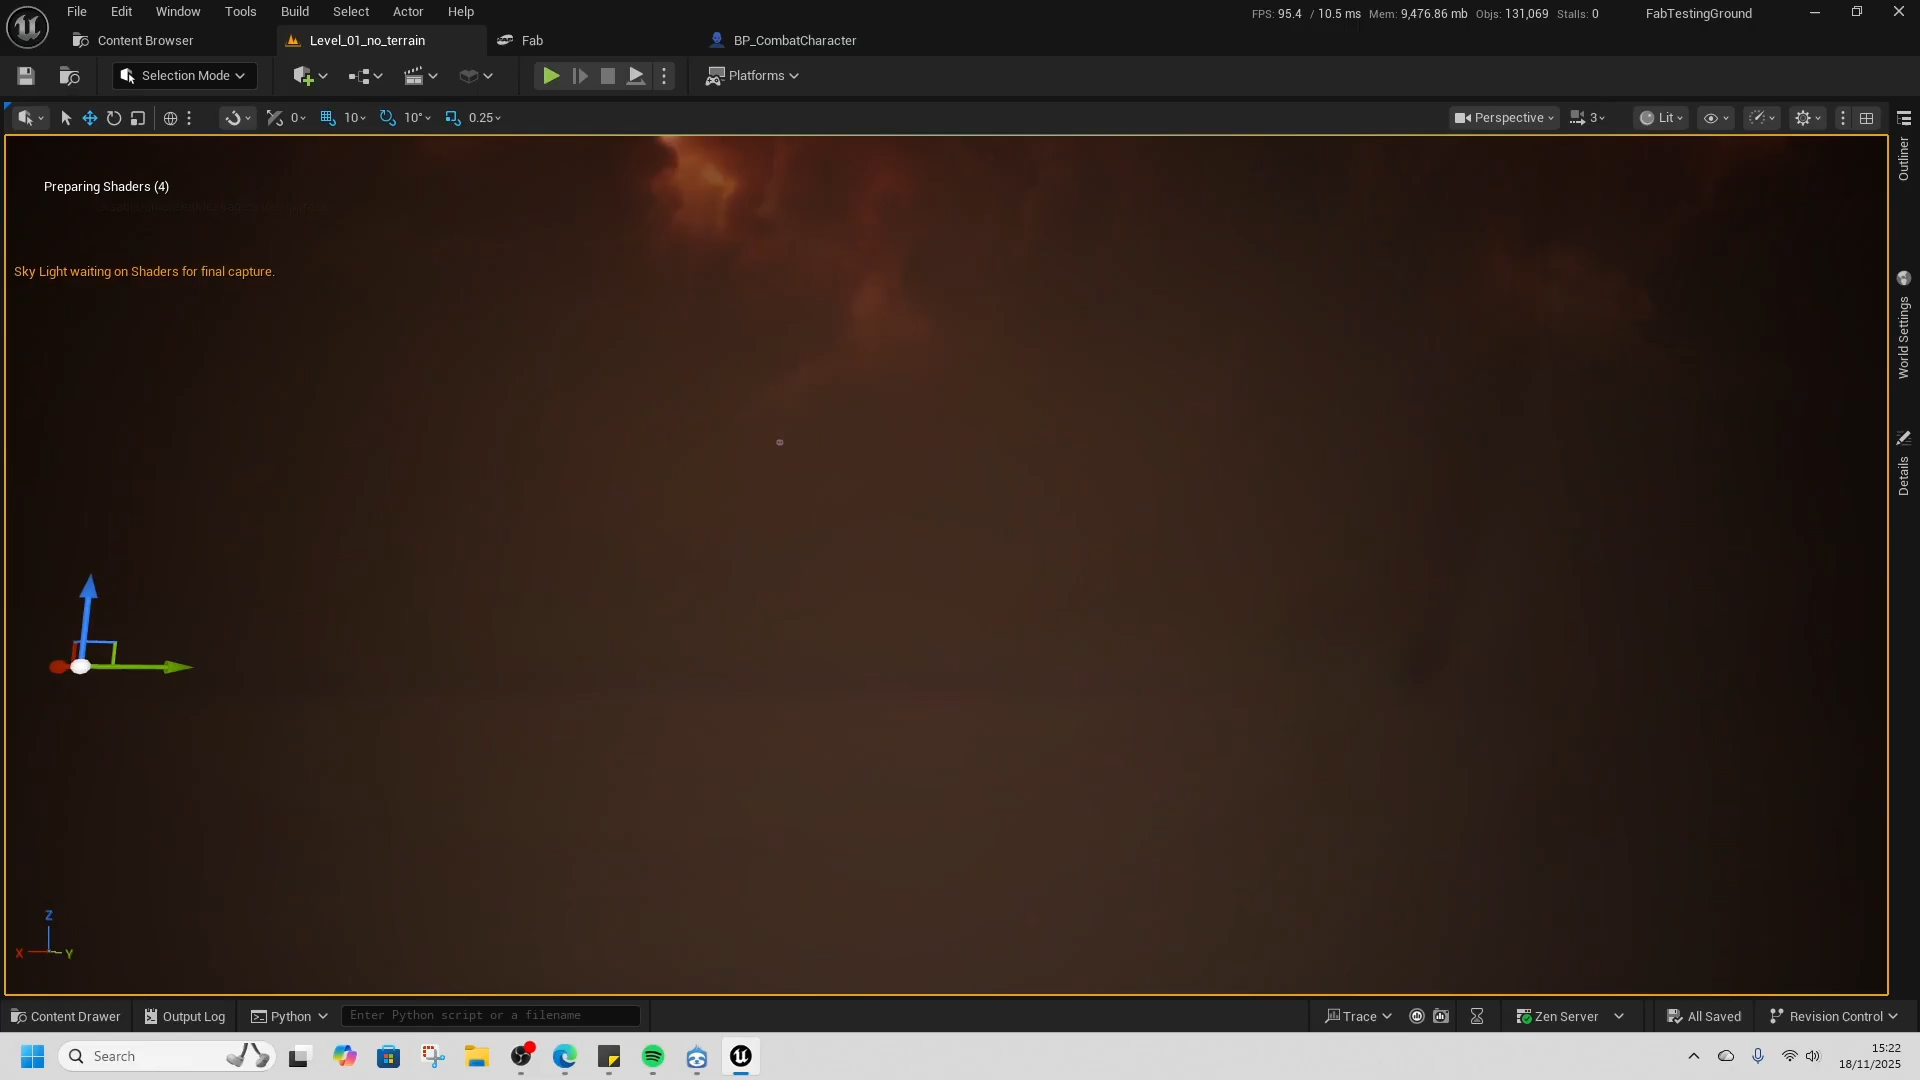 File Edit Window Tools Build Select Actor Help
FPS: 95.4 / 10.5 ms Mem: 9,476.86 mb Objs: 131,069 Stalls: 0 FabTestingGround
Content Browser Level_01_no_terrain Fab BP_CombatCharacter
Selection Mode Platforms
0 10 10° 0.25 Perspective 3 Lit
Outliner
World Settings
Details
Preparing Shaders (4)
Sky Light waiting on Shaders for final capture.
Z
X Y
Content Drawer Output Log Python Enter Python script or a filename Trace Zen Server All Saved Revision Control
Search
15:22
18/11/2025